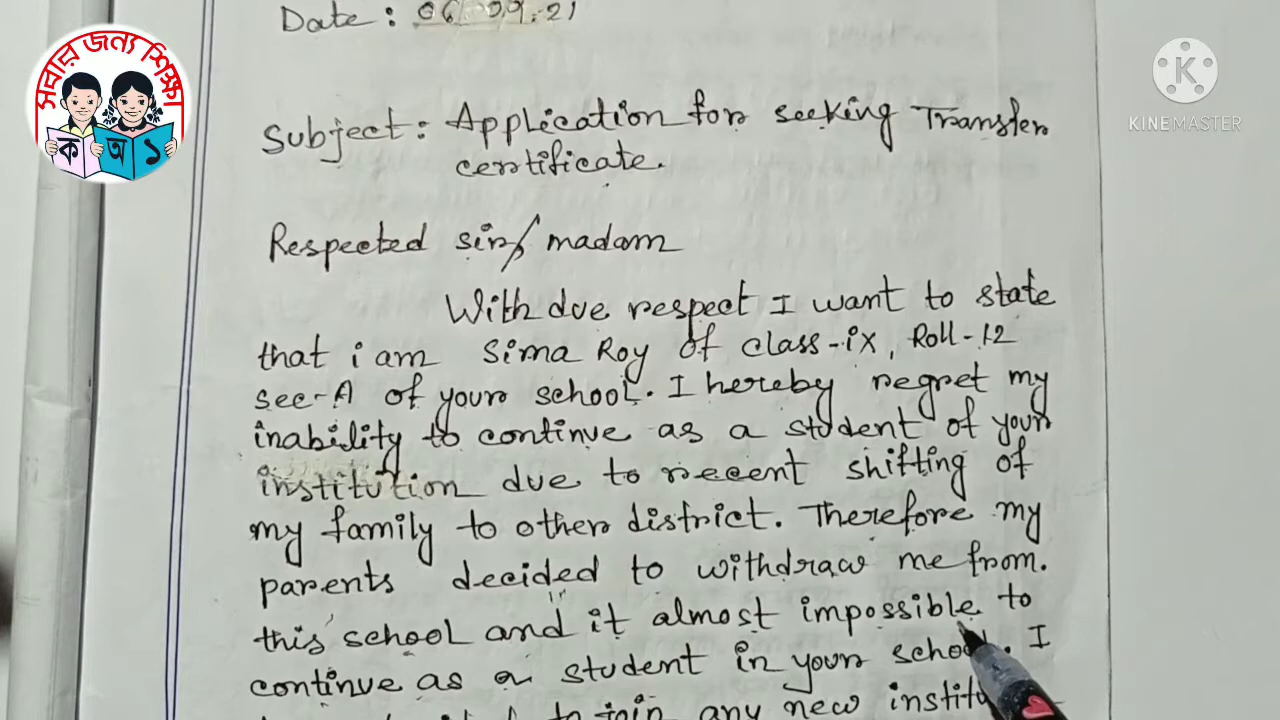 Date: 06.09.21
সবার জন্য শিক্ষা
ক অ ১
K
KINEMASTER
Subject: Application for seeking Transfer
certificate.
Respected sir/madam
With due respect I want to state
that i am Sima Roy of class-ix, Roll-12
sec-A of your school. I hereby regret my
inability to continue as a student of your
institution due to recent shifting of
my family to other district. Therefore my
parents decided to withdraw me from.
this school and it almost impossible to
continue as a student in your school. I
to join any new institu